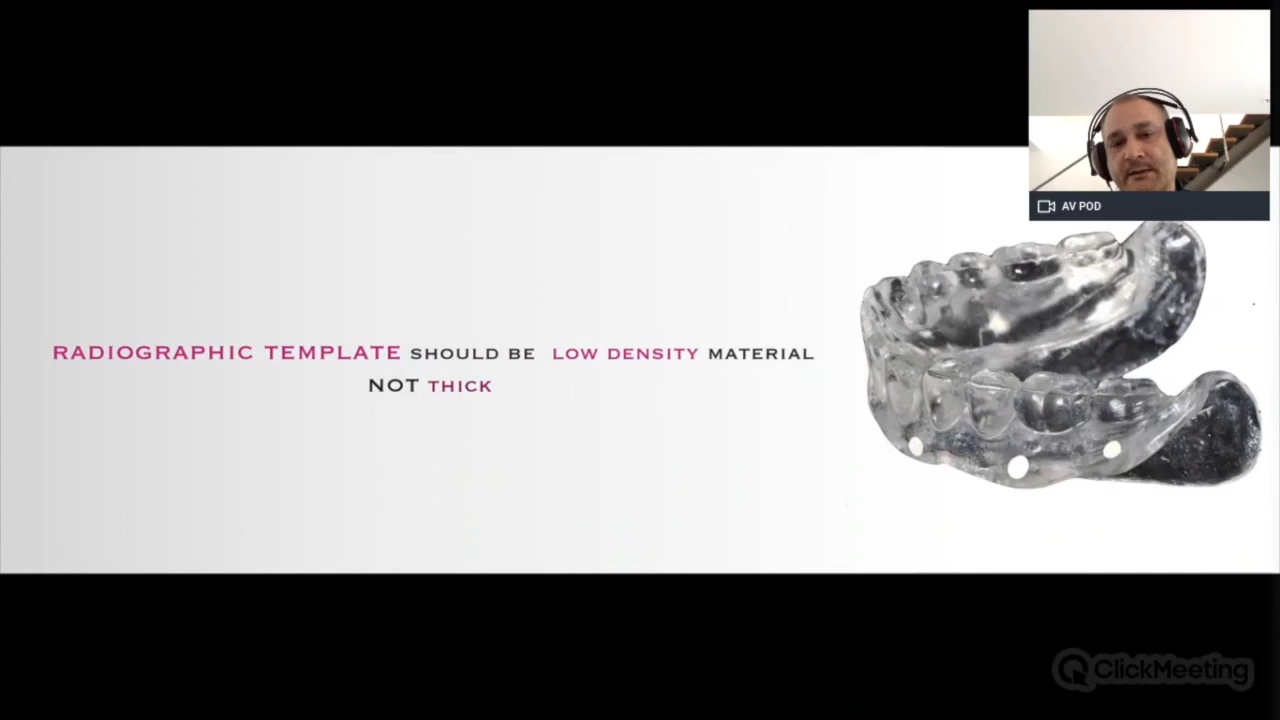 AV POD
RADIOGRAPHIC TEMPLATE SHOULD BE LOW DENSITY MATERIAL
NOT THICK
ClickMeeting